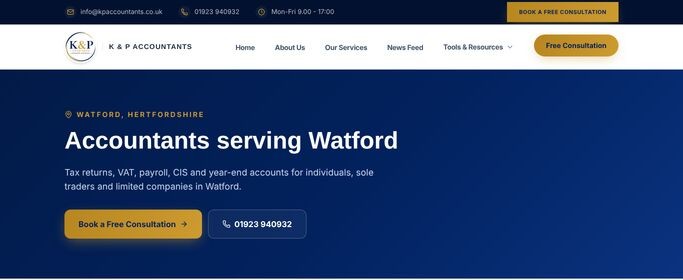 info@kpaccountants.co.uk 01923 940932 Mon-Fri 9.00 - 17:00 BOOK A FREE CONSULTATION
K&P K & P ACCOUNTANTS Home About Us Our Services News Feed Tools & Resources Free Consultation
WATFORD, HERTFORDSHIRE
Accountants serving Watford
Tax returns, VAT, payroll, CIS and year-end accounts for individuals, sole
traders and limited companies in Watford.
Book a Free Consultation → 01923 940932